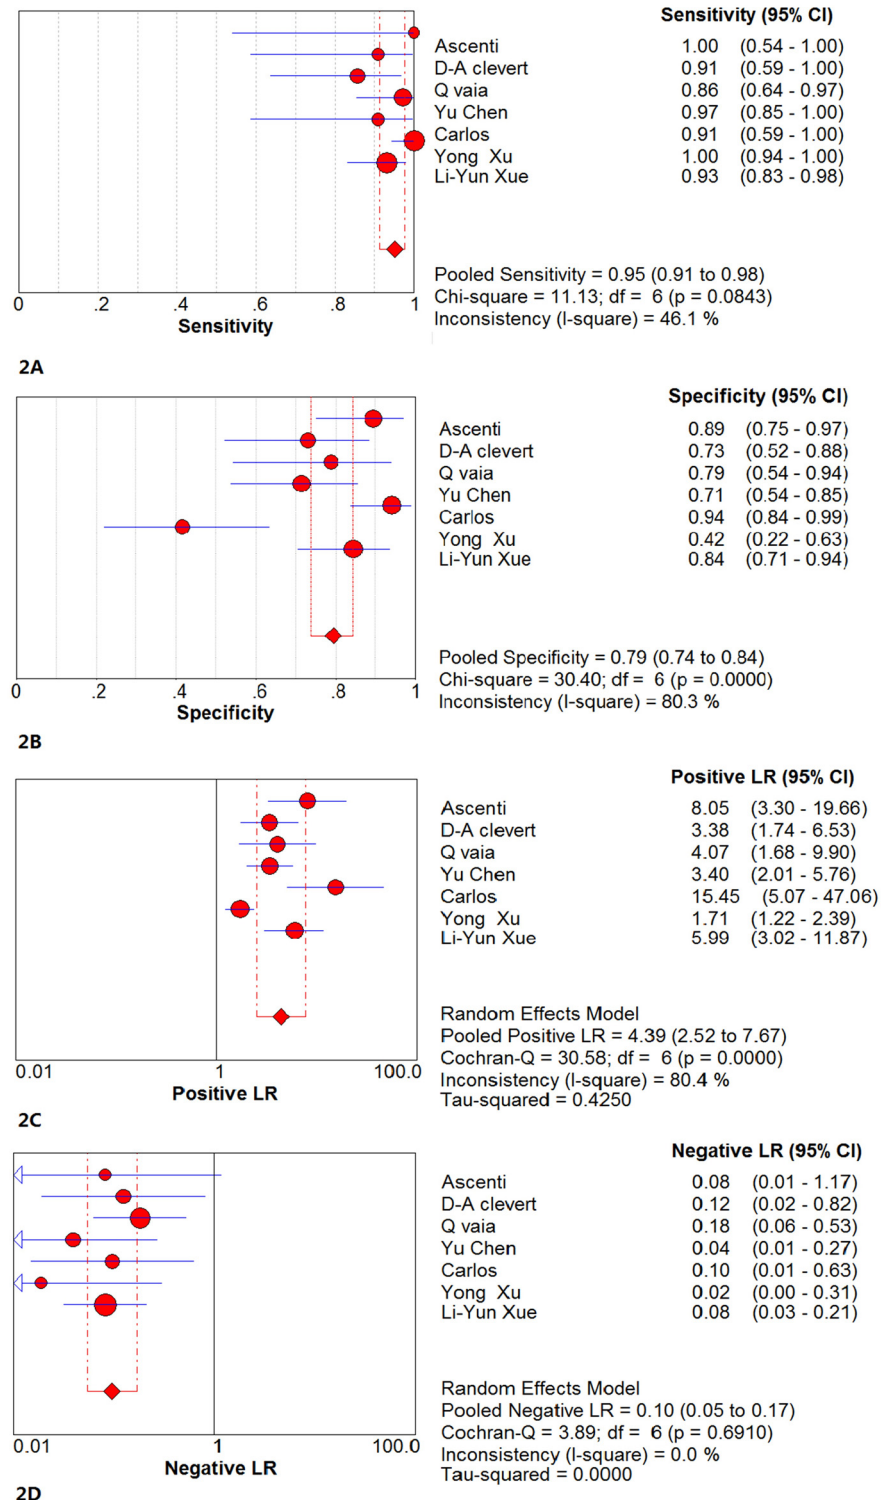 Sensitivity (95% CI)
Ascenti 1.00 (0.54 - 1.00)
D-A clevert 0.91 (0.59 - 1.00)
Q vaia 0.86 (0.64 - 0.97)
Yu Chen 0.97 (0.85 - 1.00)
Carlos 0.91 (0.59 - 1.00)
Yong Xu 1.00 (0.94 - 1.00)
Li-Yun Xue 0.93 (0.83 - 0.98)
Pooled Sensitivity = 0.95 (0.91 to 0.98)
Chi-square = 11.13; df = 6 (p = 0.0843)
Inconsistency (I-square) = 46.1 %
0 .2 .4 .6 .8 1
Sensitivity
2A
Specificity (95% CI)
Ascenti 0.89 (0.75 - 0.97)
D-A clevert 0.73 (0.52 - 0.88)
Q vaia 0.79 (0.54 - 0.94)
Yu Chen 0.71 (0.54 - 0.85)
Carlos 0.94 (0.84 - 0.99)
Yong Xu 0.42 (0.22 - 0.63)
Li-Yun Xue 0.84 (0.71 - 0.94)
Pooled Specificity = 0.79 (0.74 to 0.84)
Chi-square = 30.40; df = 6 (p = 0.0000)
Inconsistency (I-square) = 80.3 %
0 .2 .4 .6 .8 1
Specificity
2B
Positive LR (95% CI)
Ascenti 8.05 (3.30 - 19.66)
D-A clevert 3.38 (1.74 - 6.53)
Q vaia 4.07 (1.68 - 9.90)
Yu Chen 3.40 (2.01 - 5.76)
Carlos 15.45 (5.07 - 47.06)
Yong Xu 1.71 (1.22 - 2.39)
Li-Yun Xue 5.99 (3.02 - 11.87)
Random Effects Model
Pooled Positive LR = 4.39 (2.52 to 7.67)
Cochran-Q = 30.58; df = 6 (p = 0.0000)
Inconsistency (I-square) = 80.4 %
Tau-squared = 0.4250
0.01 1 100.0
Positive LR
2C
Negative LR (95% CI)
Ascenti 0.08 (0.01 - 1.17)
D-A clevert 0.12 (0.02 - 0.82)
Q vaia 0.18 (0.06 - 0.53)
Yu Chen 0.04 (0.01 - 0.27)
Carlos 0.10 (0.01 - 0.63)
Yong Xu 0.02 (0.00 - 0.31)
Li-Yun Xue 0.08 (0.03 - 0.21)
Random Effects Model
Pooled Negative LR = 0.10 (0.05 to 0.17)
Cochran-Q = 3.89; df = 6 (p = 0.6910)
Inconsistency (I-square) = 0.0 %
Tau-squared = 0.0000
0.01 1 100.0
Negative LR
2D